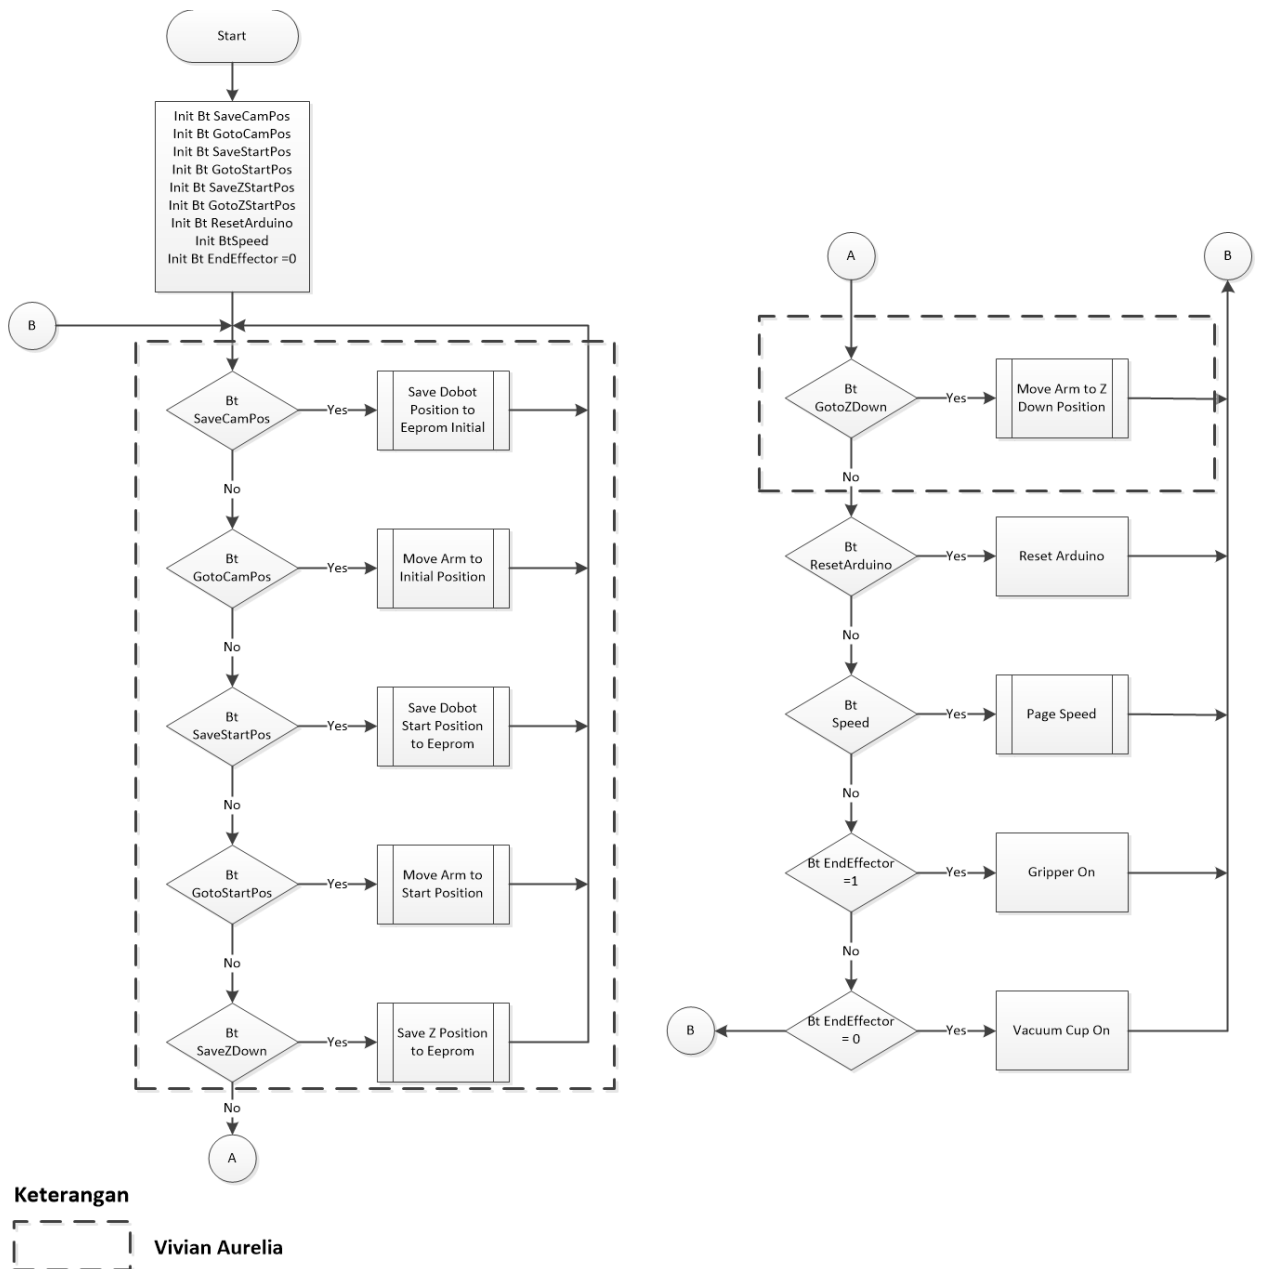 Start
Init Bt SaveCamPos
Init Bt GotoCamPos
Init Bt SaveStartPos
Init Bt GotoStartPos
Init Bt SaveZStartPos
Init Bt GotoZStartPos
Init Bt ResetArduino
Init BtSpeed
Init Bt EndEffector =0
B
Bt
SaveCamPos
Yes
Save Dobot
Position to
Eeprom Initial
No
Bt
GotoCamPos
Yes
Move Arm to
Initial Position
No
Bt
SaveStartPos
Yes
Save Dobot
Start Position
to Eeprom
No
Bt
GotoStartPos
Yes
Move Arm to
Start Position
No
Bt
SaveZDown
Yes
Save Z Position
to Eeprom
No
A
A
B
Bt
GotoZDown
Yes
Move Arm to Z
Down Position
No
Bt
ResetArduino
Yes
Reset Arduino
No
Bt
Speed
Yes
Page Speed
No
Bt EndEffector
=1
Yes
Gripper On
No
B
Bt EndEffector
= 0
Yes
Vacuum Cup On
Keterangan
Vivian Aurelia